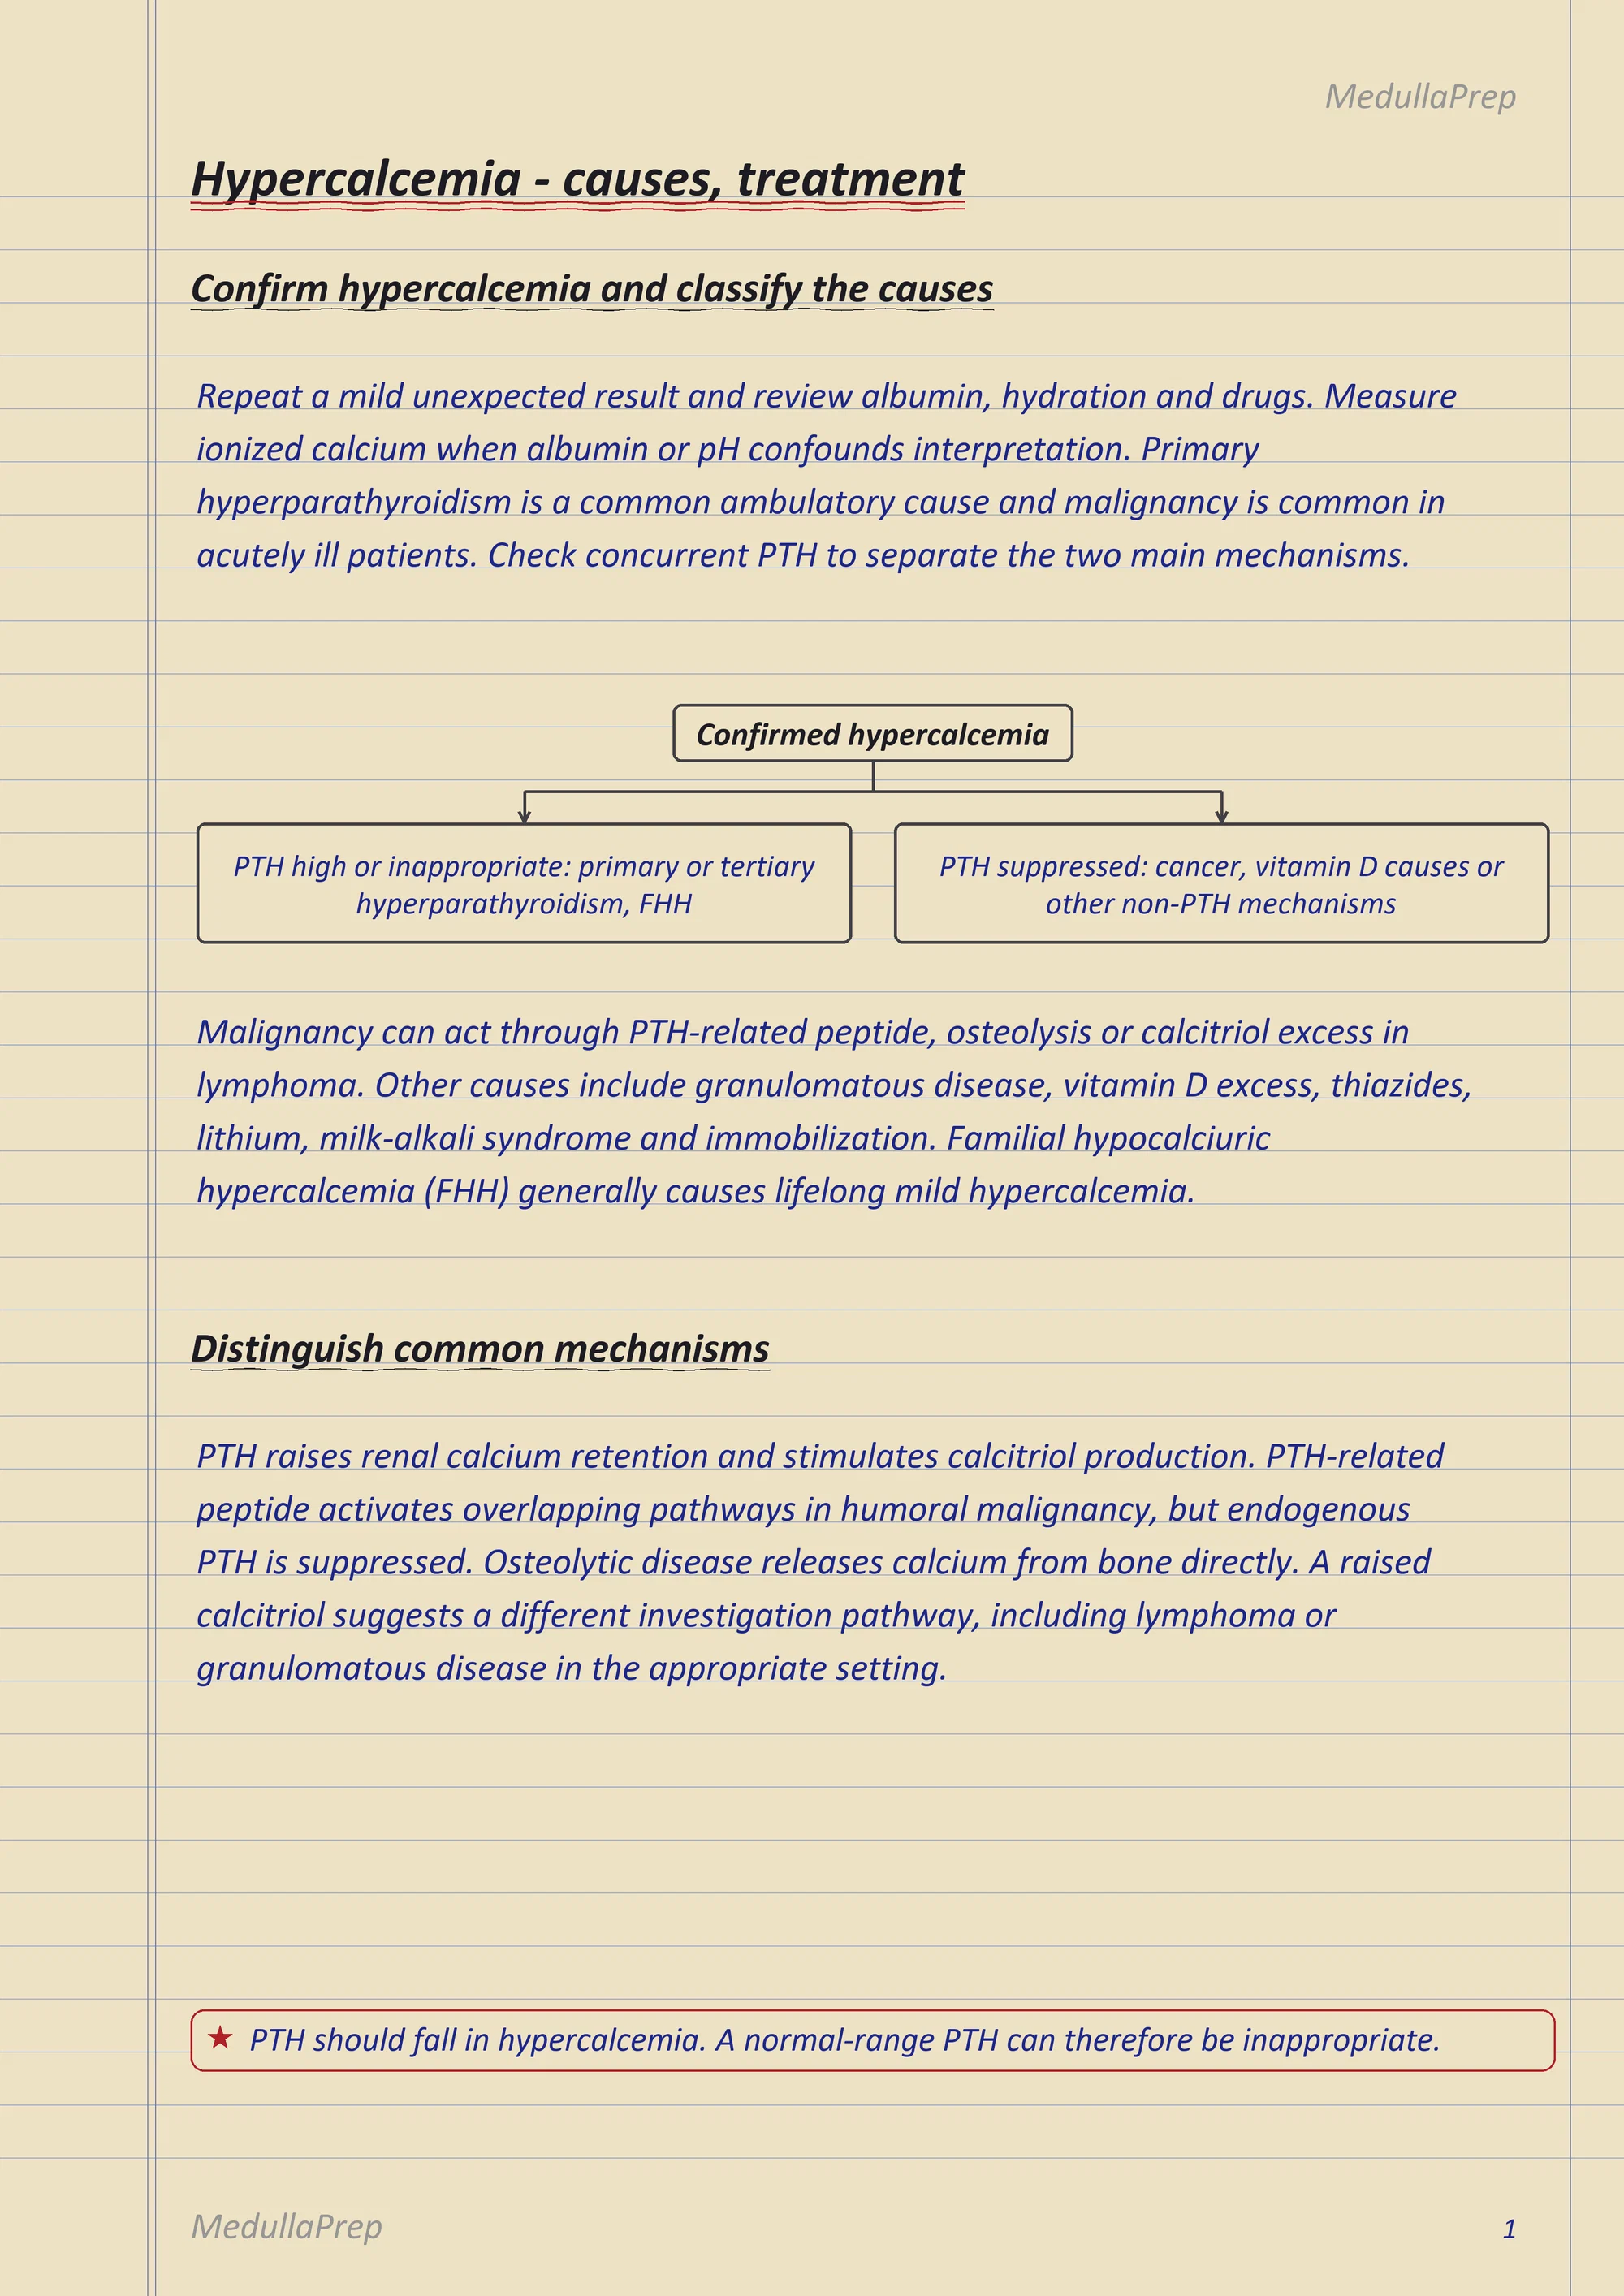 MedullaPrep
Hypercalcemia - causes, treatment
Confirm hypercalcemia and classify the causes
Repeat a mild unexpected result and review albumin, hydration and drugs. Measure
ionized calcium when albumin or pH confounds interpretation. Primary
hyperparathyroidism is a common ambulatory cause and malignancy is common in
acutely ill patients. Check concurrent PTH to separate the two main mechanisms.
Confirmed hypercalcemia
PTH high or inappropriate: primary or tertiary
hyperparathyroidism, FHH
PTH suppressed: cancer, vitamin D causes or
other non-PTH mechanisms
Malignancy can act through PTH-related peptide, osteolysis or calcitriol excess in
lymphoma. Other causes include granulomatous disease, vitamin D excess, thiazides,
lithium, milk-alkali syndrome and immobilization. Familial hypocalciuric
hypercalcemia (FHH) generally causes lifelong mild hypercalcemia.
Distinguish common mechanisms
PTH raises renal calcium retention and stimulates calcitriol production. PTH-related
peptide activates overlapping pathways in humoral malignancy, but endogenous
PTH is suppressed. Osteolytic disease releases calcium from bone directly. A raised
calcitriol suggests a different investigation pathway, including lymphoma or
granulomatous disease in the appropriate setting.
★ PTH should fall in hypercalcemia. A normal-range PTH can therefore be inappropriate.
MedullaPrep
1